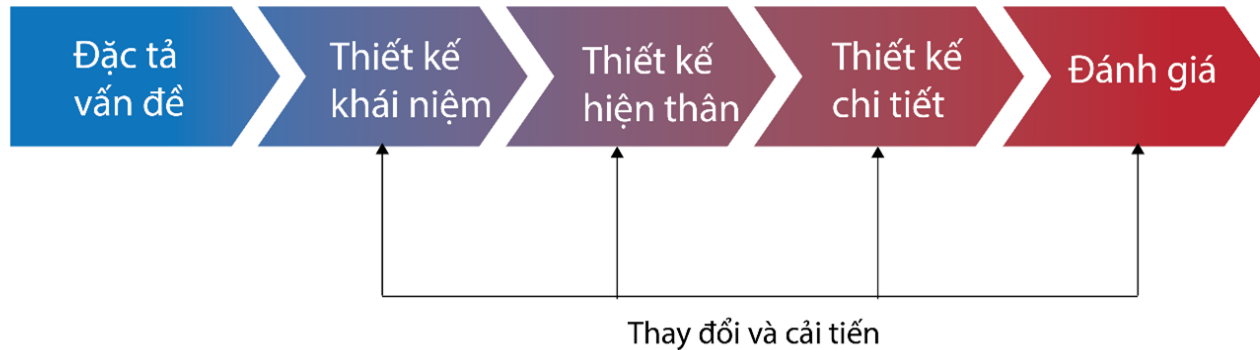 Đặc tả
vấn đề
Thiết kế
khái niệm
Thiết kế
hiện thân
Thiết kế
chi tiết
Đánh giá
Thay đổi và cải tiến